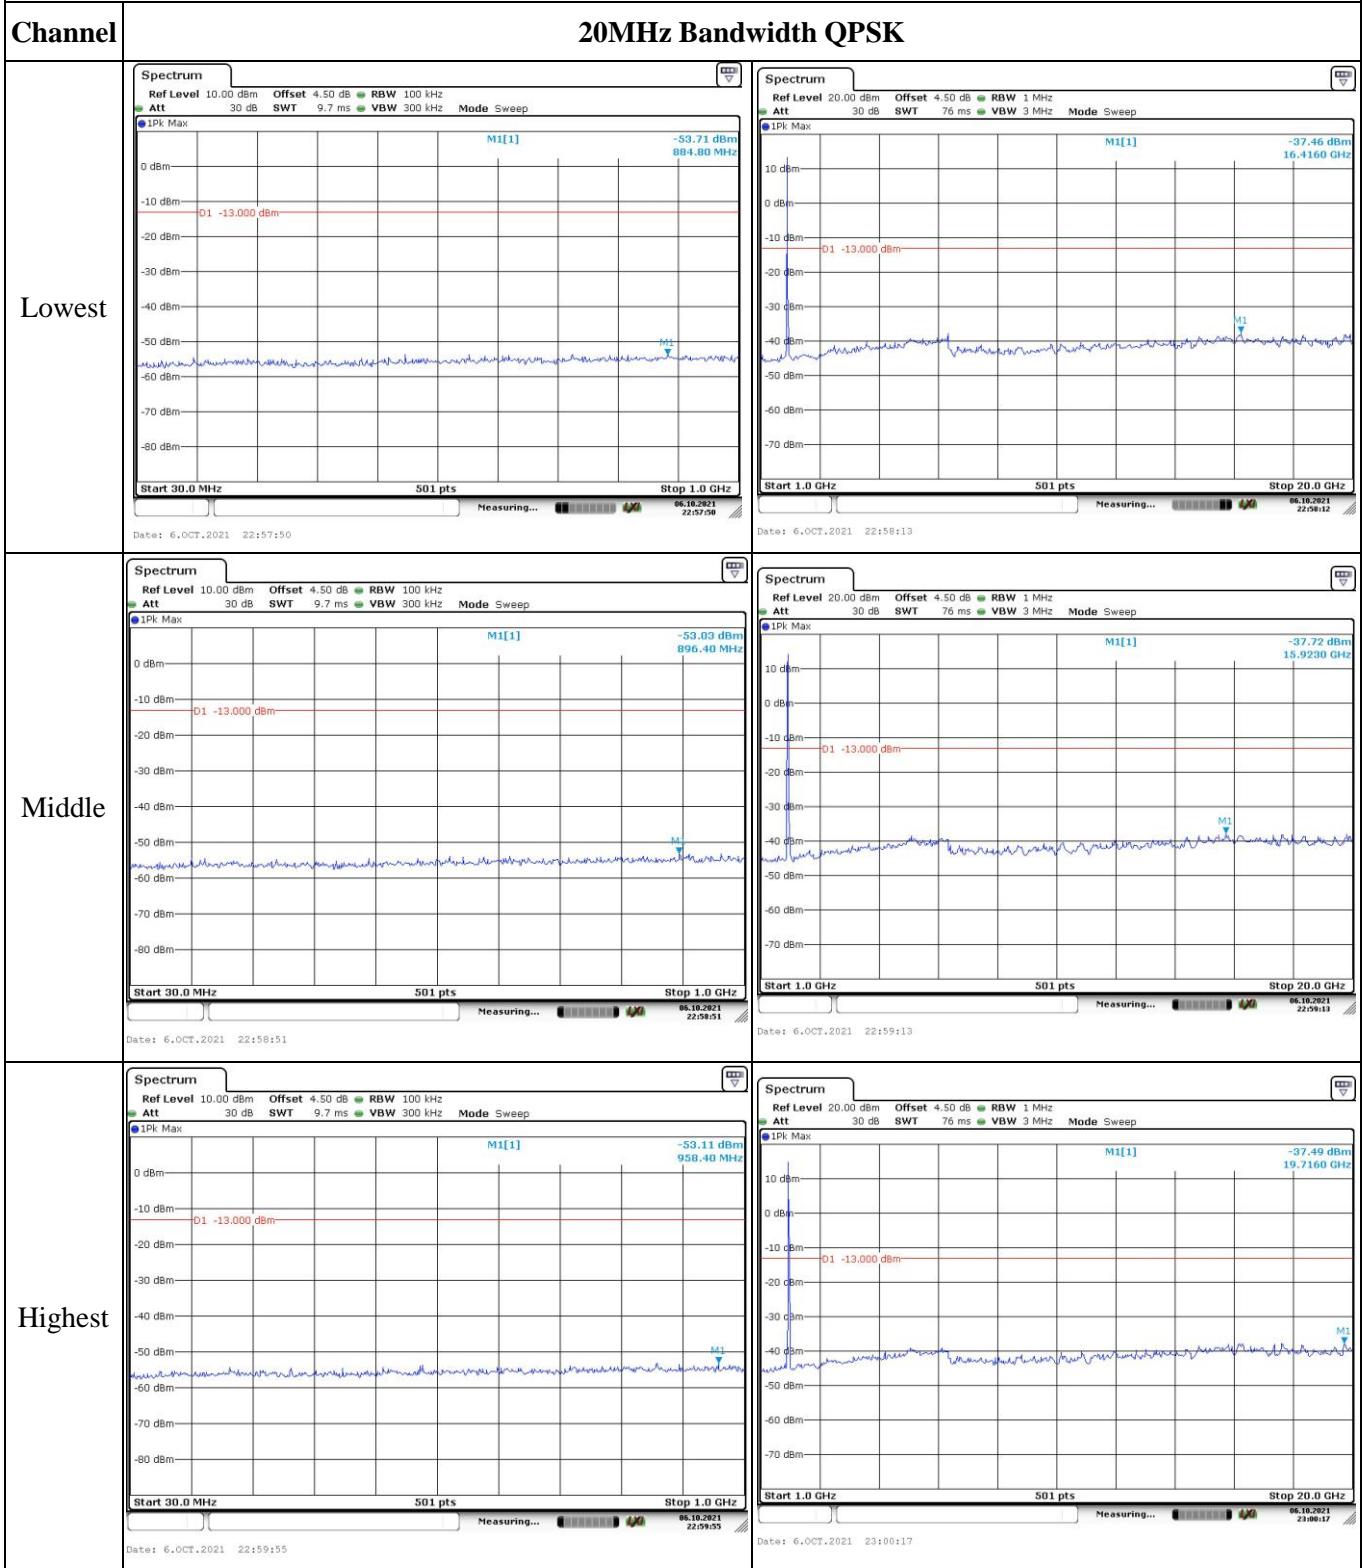 Channel 20MHz Bandwidth QPSK
Lowest
Spectrum
Ref Level 10.00 dBm Offset 4.50 dB RBW 100 kHz
Att 30 dB SWT 9.7 ms VBW 300 kHz Mode Sweep
1Pk Max
M1[1] -53.71 dBm
884.80 MHz
0 dBm
-10 dBm
D1 -13.000 dBm
-20 dBm
-30 dBm
-40 dBm
-50 dBm
M1
-60 dBm
-70 dBm
-80 dBm
Start 30.0 MHz 501 pts Stop 1.0 GHz
Measuring... LXI 06.10.2021
22:57:50
Date: 6.OCT.2021 22:57:50
Spectrum
Ref Level 20.00 dBm Offset 4.50 dB RBW 1 MHz
Att 30 dB SWT 76 ms VBW 3 MHz Mode Sweep
1Pk Max
M1[1] -37.46 dBm
16.4160 GHz
10 dBm
0 dBm
-10 dBm
D1 -13.000 dBm
-20 dBm
-30 dBm
M1
-40 dBm
-50 dBm
-60 dBm
-70 dBm
Start 1.0 GHz 501 pts Stop 20.0 GHz
Measuring... LXI 06.10.2021
22:58:12
Date: 6.OCT.2021 22:58:13
Middle
Spectrum
Ref Level 10.00 dBm Offset 4.50 dB RBW 100 kHz
Att 30 dB SWT 9.7 ms VBW 300 kHz Mode Sweep
1Pk Max
M1[1] -53.03 dBm
896.40 MHz
0 dBm
-10 dBm
D1 -13.000 dBm
-20 dBm
-30 dBm
-40 dBm
-50 dBm
M1
-60 dBm
-70 dBm
-80 dBm
Start 30.0 MHz 501 pts Stop 1.0 GHz
Measuring... LXI 06.10.2021
22:58:51
Date: 6.OCT.2021 22:58:51
Spectrum
Ref Level 20.00 dBm Offset 4.50 dB RBW 1 MHz
Att 30 dB SWT 76 ms VBW 3 MHz Mode Sweep
1Pk Max
M1[1] -37.72 dBm
15.9230 GHz
10 dBm
0 dBm
-10 dBm
D1 -13.000 dBm
-20 dBm
-30 dBm
M1
-40 dBm
-50 dBm
-60 dBm
-70 dBm
Start 1.0 GHz 501 pts Stop 20.0 GHz
Measuring... LXI 06.10.2021
22:59:13
Date: 6.OCT.2021 22:59:13
Highest
Spectrum
Ref Level 10.00 dBm Offset 4.50 dB RBW 100 kHz
Att 30 dB SWT 9.7 ms VBW 300 kHz Mode Sweep
1Pk Max
M1[1] -53.11 dBm
958.40 MHz
0 dBm
-10 dBm
D1 -13.000 dBm
-20 dBm
-30 dBm
-40 dBm
-50 dBm
M1
-60 dBm
-70 dBm
-80 dBm
Start 30.0 MHz 501 pts Stop 1.0 GHz
Measuring... LXI 06.10.2021
22:59:55
Date: 6.OCT.2021 22:59:55
Spectrum
Ref Level 20.00 dBm Offset 4.50 dB RBW 1 MHz
Att 30 dB SWT 76 ms VBW 3 MHz Mode Sweep
1Pk Max
M1[1] -37.49 dBm
19.7160 GHz
10 dBm
0 dBm
-10 dBm
D1 -13.000 dBm
-20 dBm
-30 dBm
M1
-40 dBm
-50 dBm
-60 dBm
-70 dBm
Start 1.0 GHz 501 pts Stop 20.0 GHz
Measuring... LXI 06.10.2021
23:00:17
Date: 6.OCT.2021 23:00:17